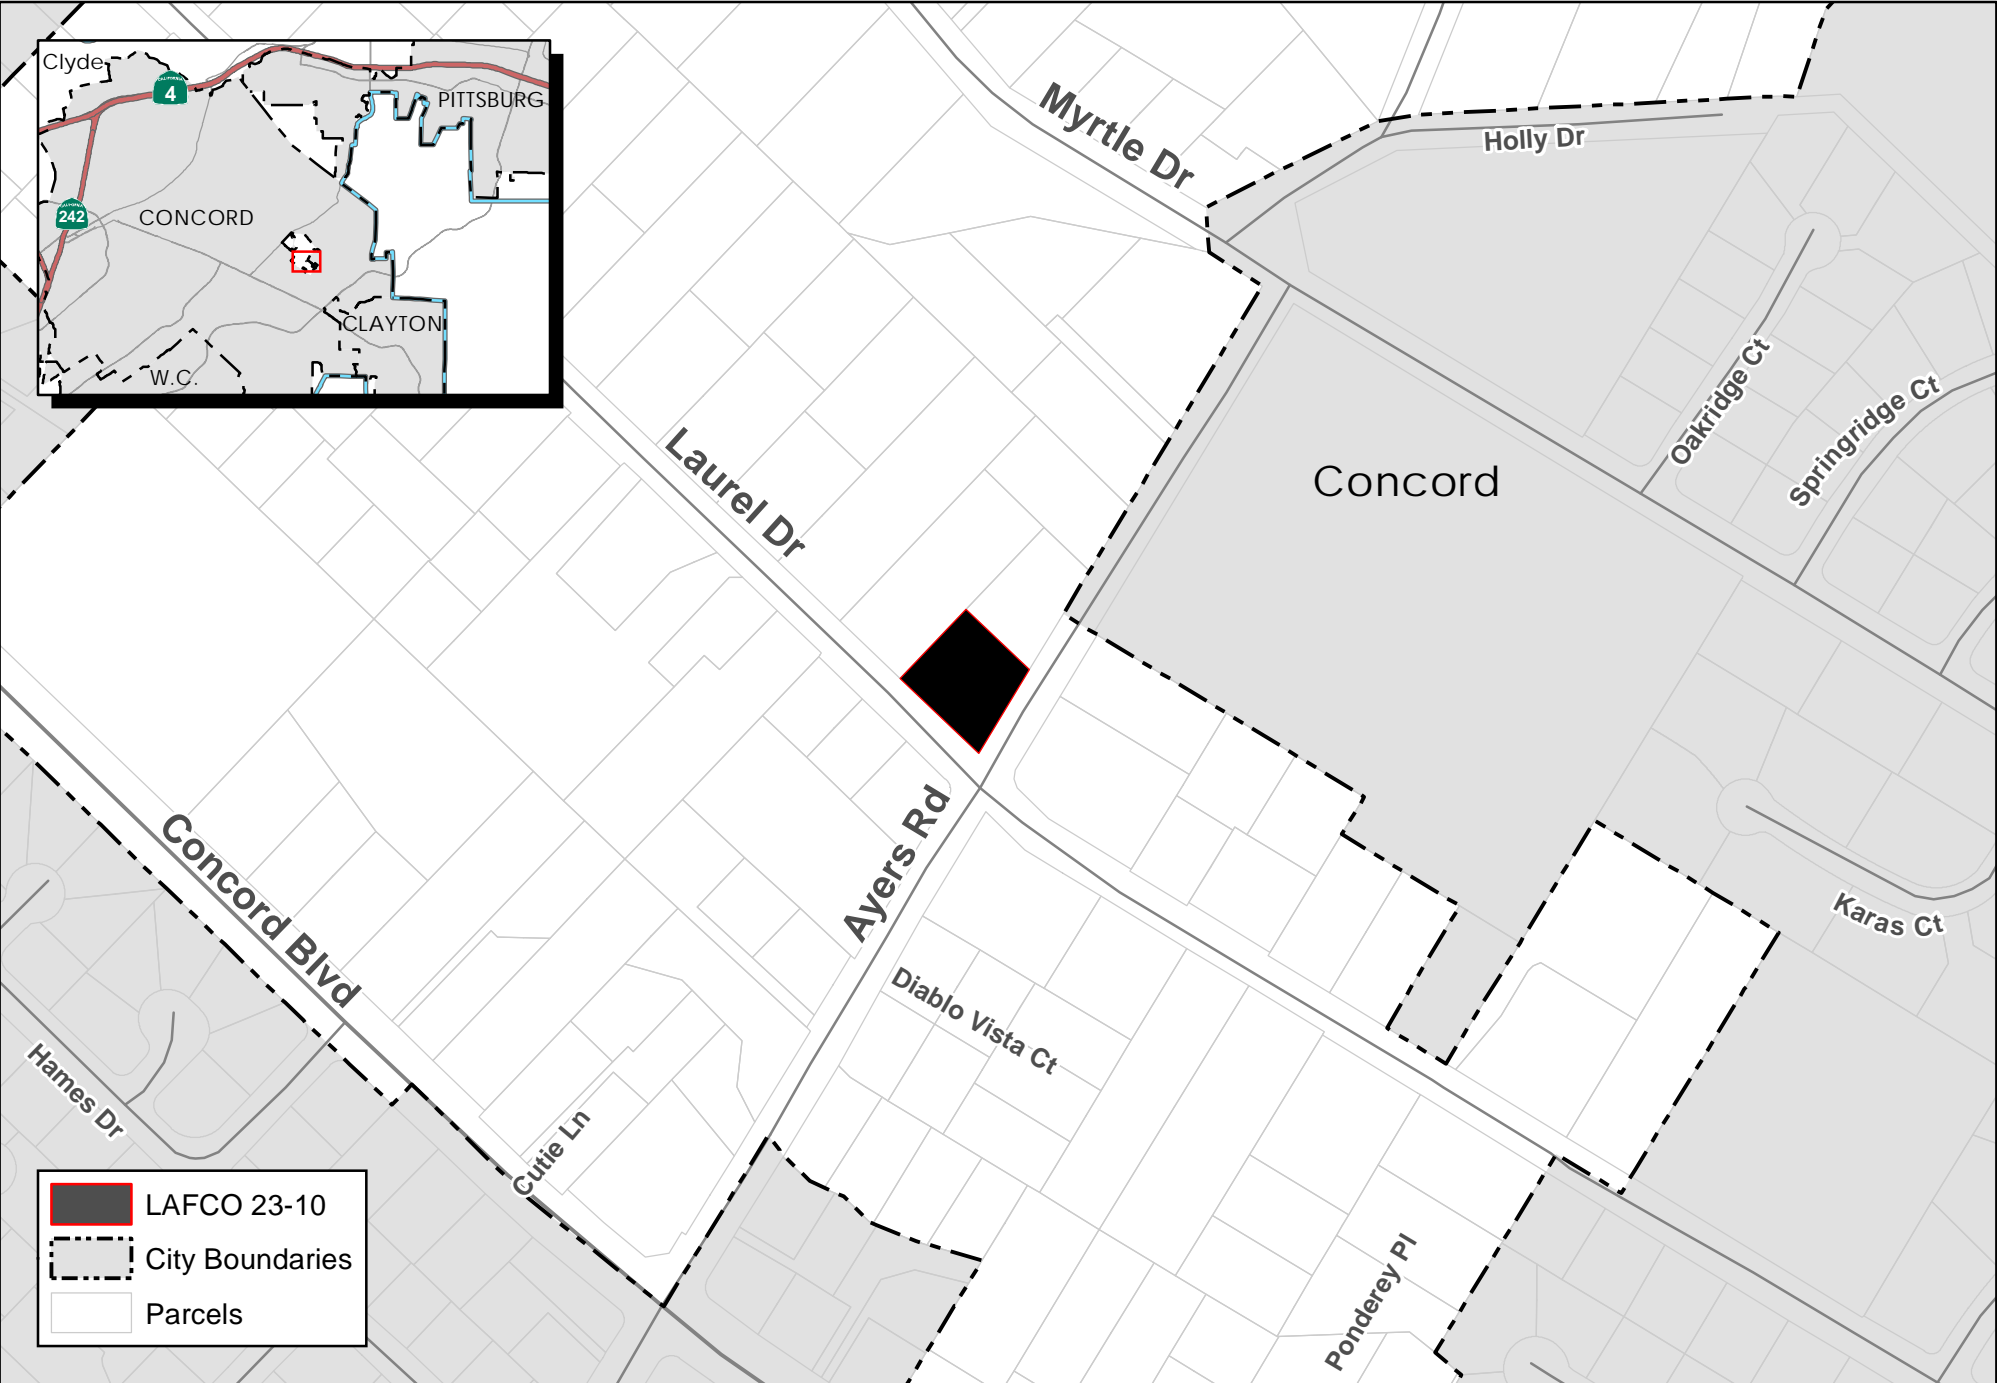 Clyde
CALIFORNIA
4
PITTSBURG
CALIFORNIA
242
CONCORD
CLAYTON
W.C.
Myrtle Dr
Holly Dr
Oakridge Ct
Springridge Ct
Laurel Dr
Concord
Ayers Rd
Concord Blvd
Karas Ct
Diablo Vista Ct
Hames Dr
Cutie Ln
Ponderey Pl
LAFCO 23-10
City Boundaries
Parcels